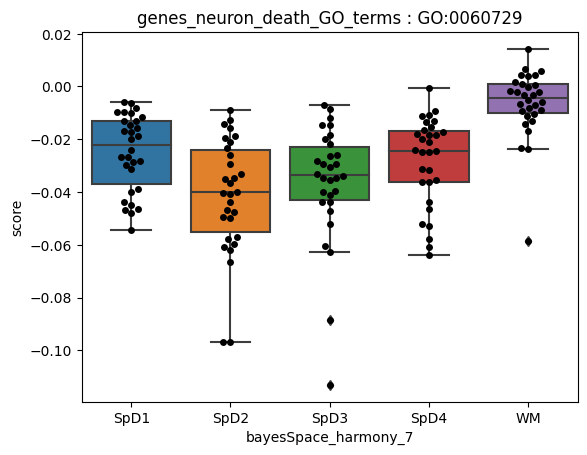 genes_neuron_death_GO_terms : GO:0060729
0.02
0.00
−0.02
−0.04
−0.06
−0.08
−0.10
score
SpD1 SpD2 SpD3 SpD4 WM
bayesSpace_harmony_7